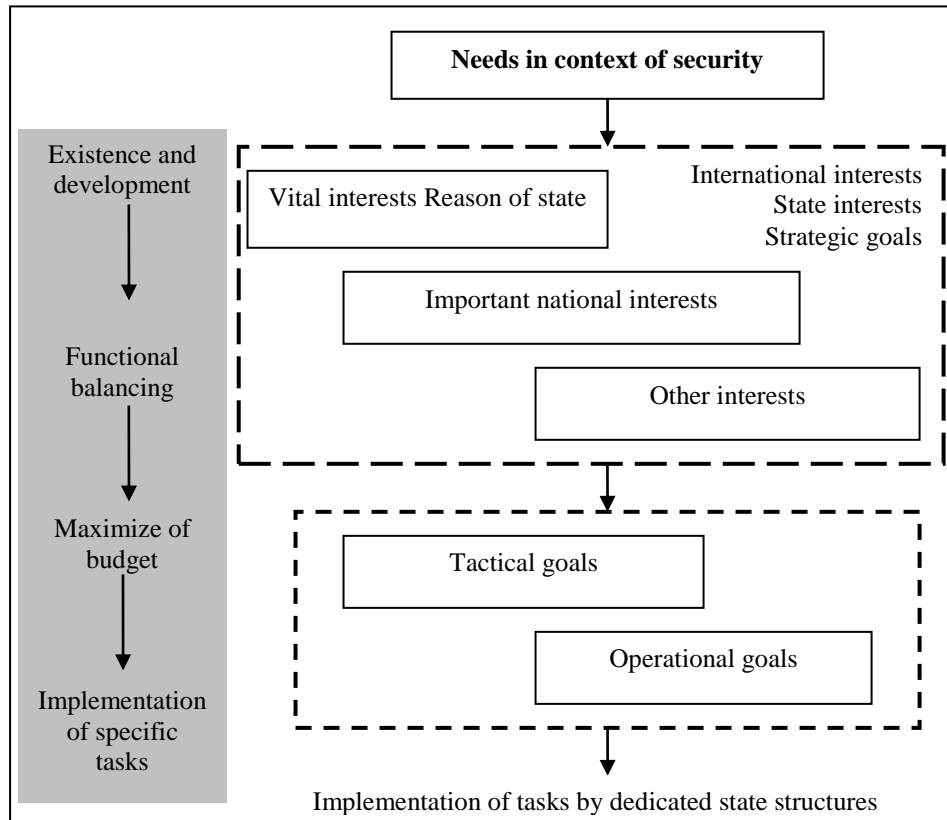 Needs in context of security
Existence and
development
Vital interests Reason of state
International interests
State interests
Strategic goals
Important national interests
Functional
balancing
Other interests
Maximize of
budget
Tactical goals
Operational goals
Implementation
of specific
tasks
Implementation of tasks by dedicated state structures